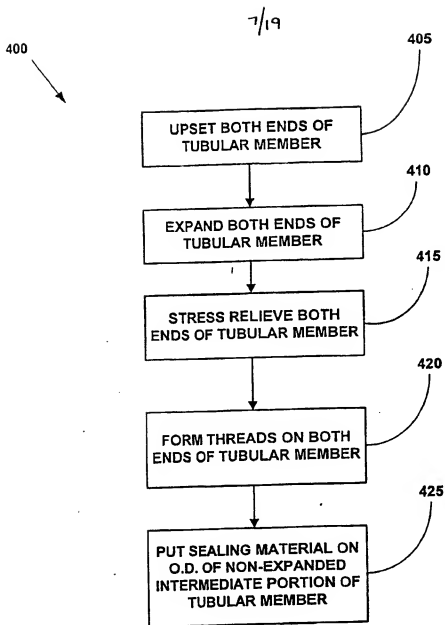 7/19
400
405
UPSET BOTH ENDS OF
TUBULAR MEMBER
410
EXPAND BOTH ENDS OF
TUBULAR MEMBER
415
STRESS RELIEVE BOTH
ENDS OF TUBULAR MEMBER
420
FORM THREADS ON BOTH
ENDS OF TUBULAR MEMBER
425
PUT SEALING MATERIAL ON
O.D. OF NON-EXPANDED
INTERMEDIATE PORTION OF
TUBULAR MEMBER